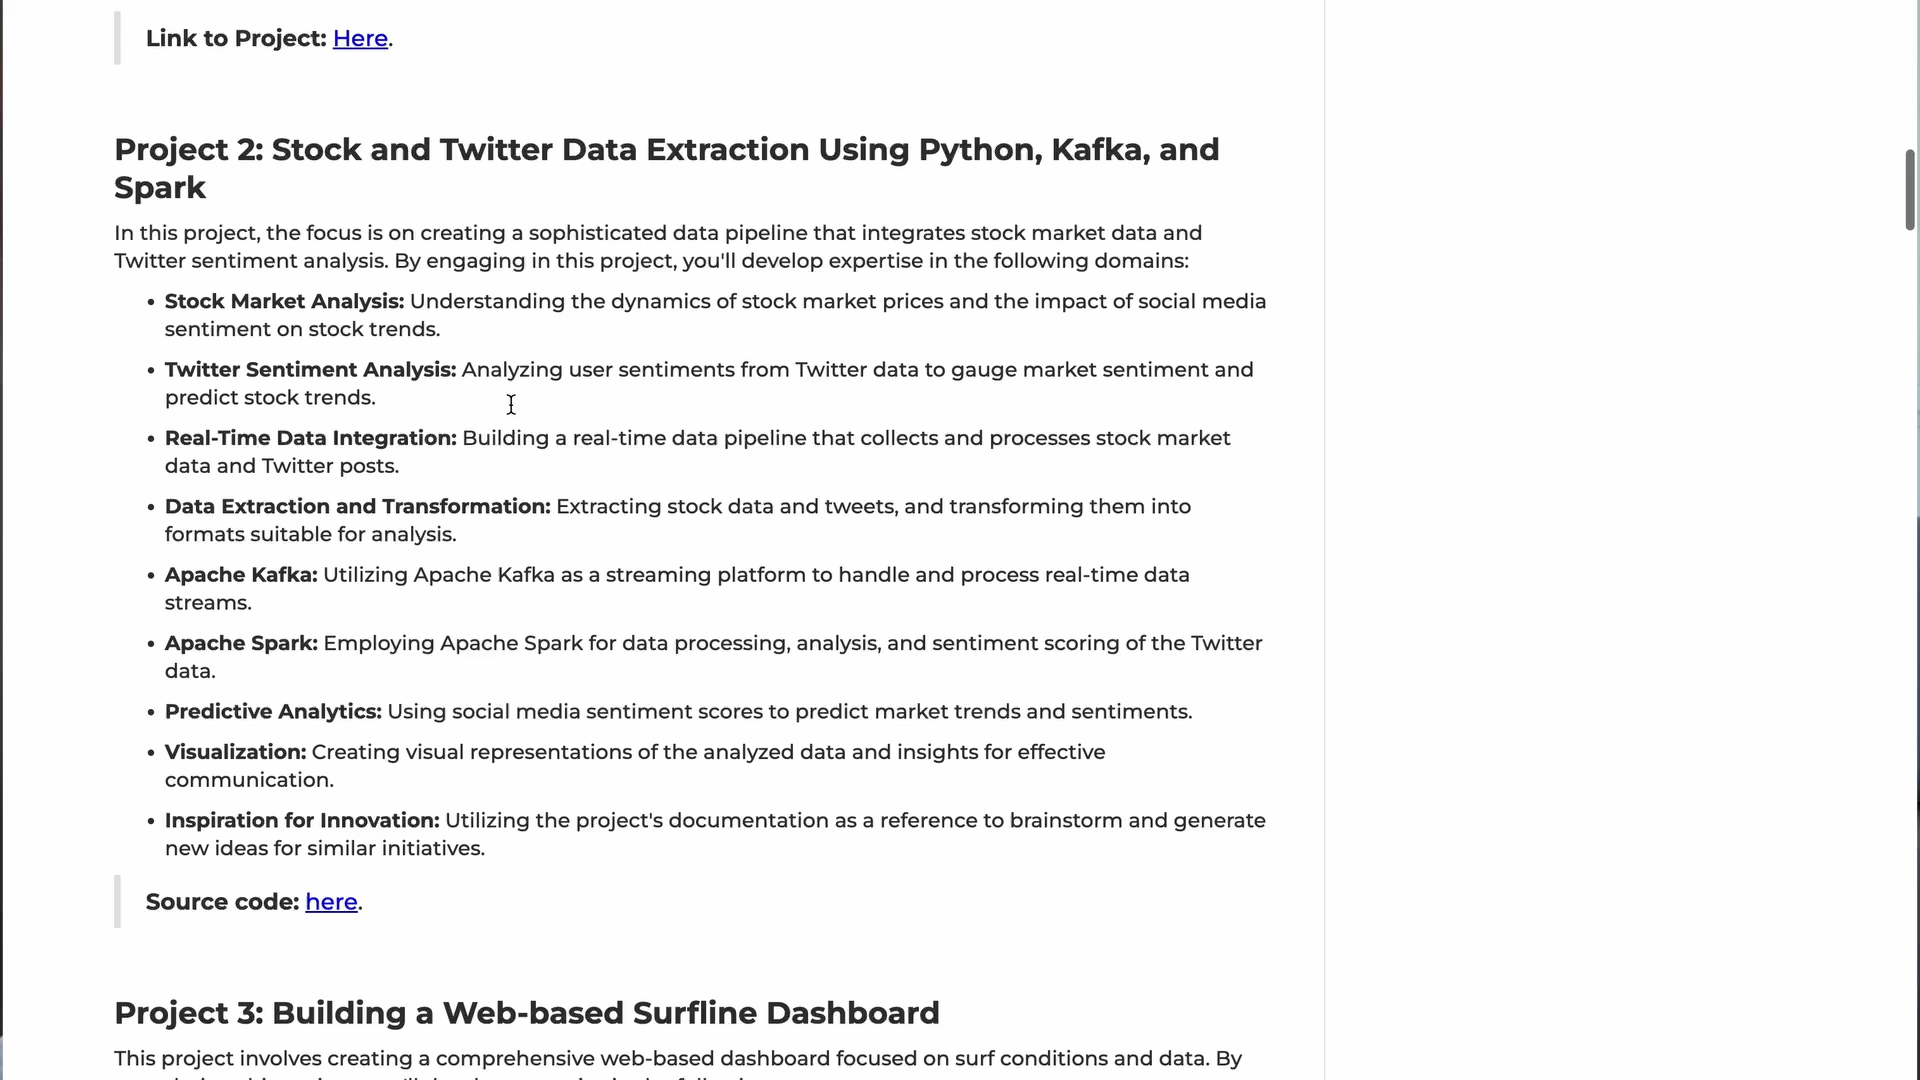 Link to Project: Here.
Project 2: Stock and Twitter Data Extraction Using Python, Kafka, and
Spark
In this project, the focus is on creating a sophisticated data pipeline that integrates stock market data and
Twitter sentiment analysis. By engaging in this project, you'll develop expertise in the following domains:
• Stock Market Analysis: Understanding the dynamics of stock market prices and the impact of social media
sentiment on stock trends.
• Twitter Sentiment Analysis: Analyzing user sentiments from Twitter data to gauge market sentiment and
predict stock trends.
• Real-Time Data Integration: Building a real-time data pipeline that collects and processes stock market
data and Twitter posts.
• Data Extraction and Transformation: Extracting stock data and tweets, and transforming them into
formats suitable for analysis.
• Apache Kafka: Utilizing Apache Kafka as a streaming platform to handle and process real-time data
streams.
• Apache Spark: Employing Apache Spark for data processing, analysis, and sentiment scoring of the Twitter
data.
• Predictive Analytics: Using social media sentiment scores to predict market trends and sentiments.
• Visualization: Creating visual representations of the analyzed data and insights for effective
communication.
• Inspiration for Innovation: Utilizing the project's documentation as a reference to brainstorm and generate
new ideas for similar initiatives.
Source code: here.
Project 3: Building a Web-based Surfline Dashboard
This project involves creating a comprehensive web-based dashboard focused on surf conditions and data. By